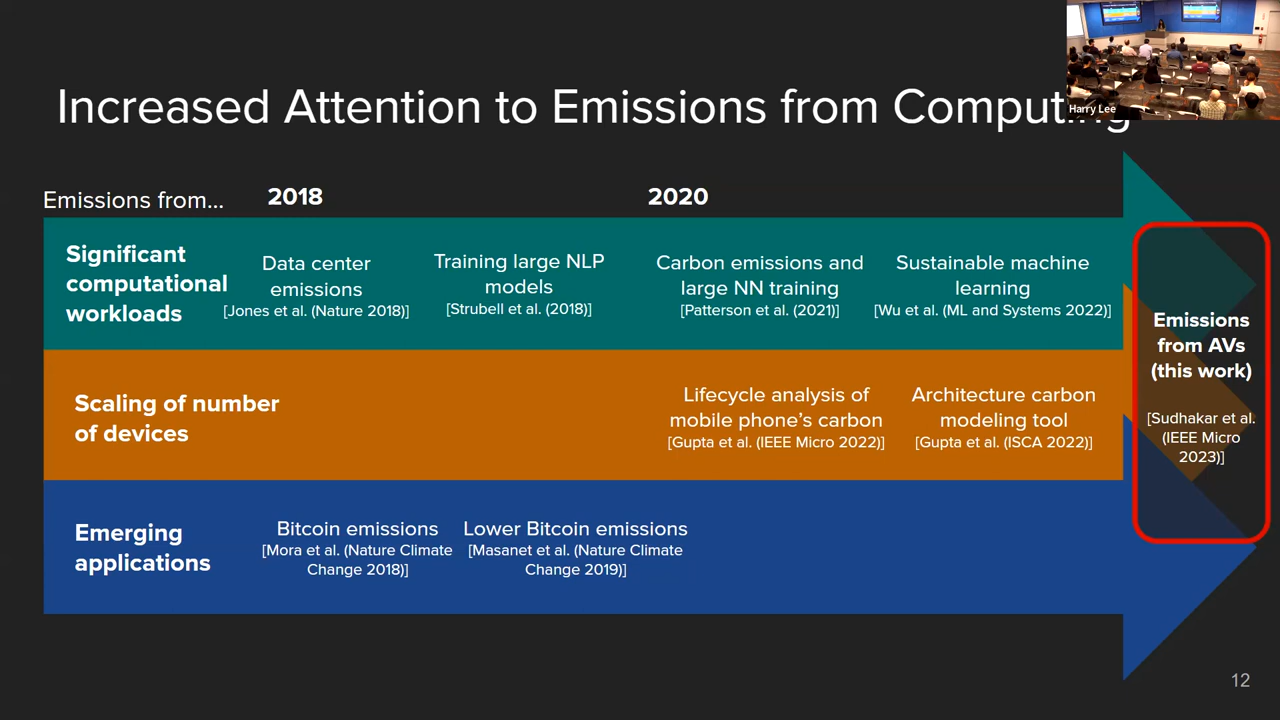 Harry Lee
Increased Attention to Emissions from Computing
Emissions from...
2018
2020
Significant
computational
workloads
Data center
emissions
[Jones et al. (Nature 2018)]
Training large NLP
models
[Strubell et al. (2018)]
Carbon emissions and
large NN training
[Patterson et al. (2021)]
Sustainable machine
learning
[Wu et al. (ML and Systems 2022)]
Scaling of number
of devices
Lifecycle analysis of
mobile phone's carbon
[Gupta et al. (IEEE Micro 2022)]
Architecture carbon
modeling tool
[Gupta et al. (ISCA 2022)]
Emerging
applications
Bitcoin emissions
[Mora et al. (Nature Climate
Change 2018)]
Lower Bitcoin emissions
[Masanet et al. (Nature Climate
Change 2019)]
Emissions
from AVs
(this work)
[Sudhakar et al.
(IEEE Micro
2023)]
12